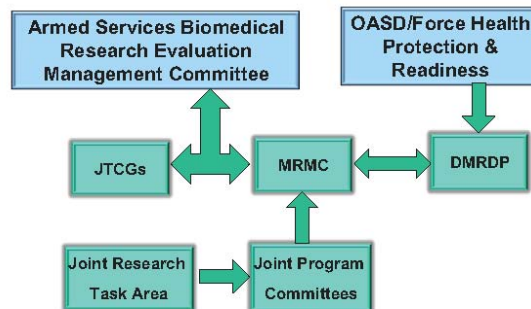 Armed Services Biomedical
Research Evaluation
Management Committee
OASD/Force Health
Protection &
Readiness
JTCGs
MRMC
DMRDP
Joint Research
Task Area
Joint Program
Committees